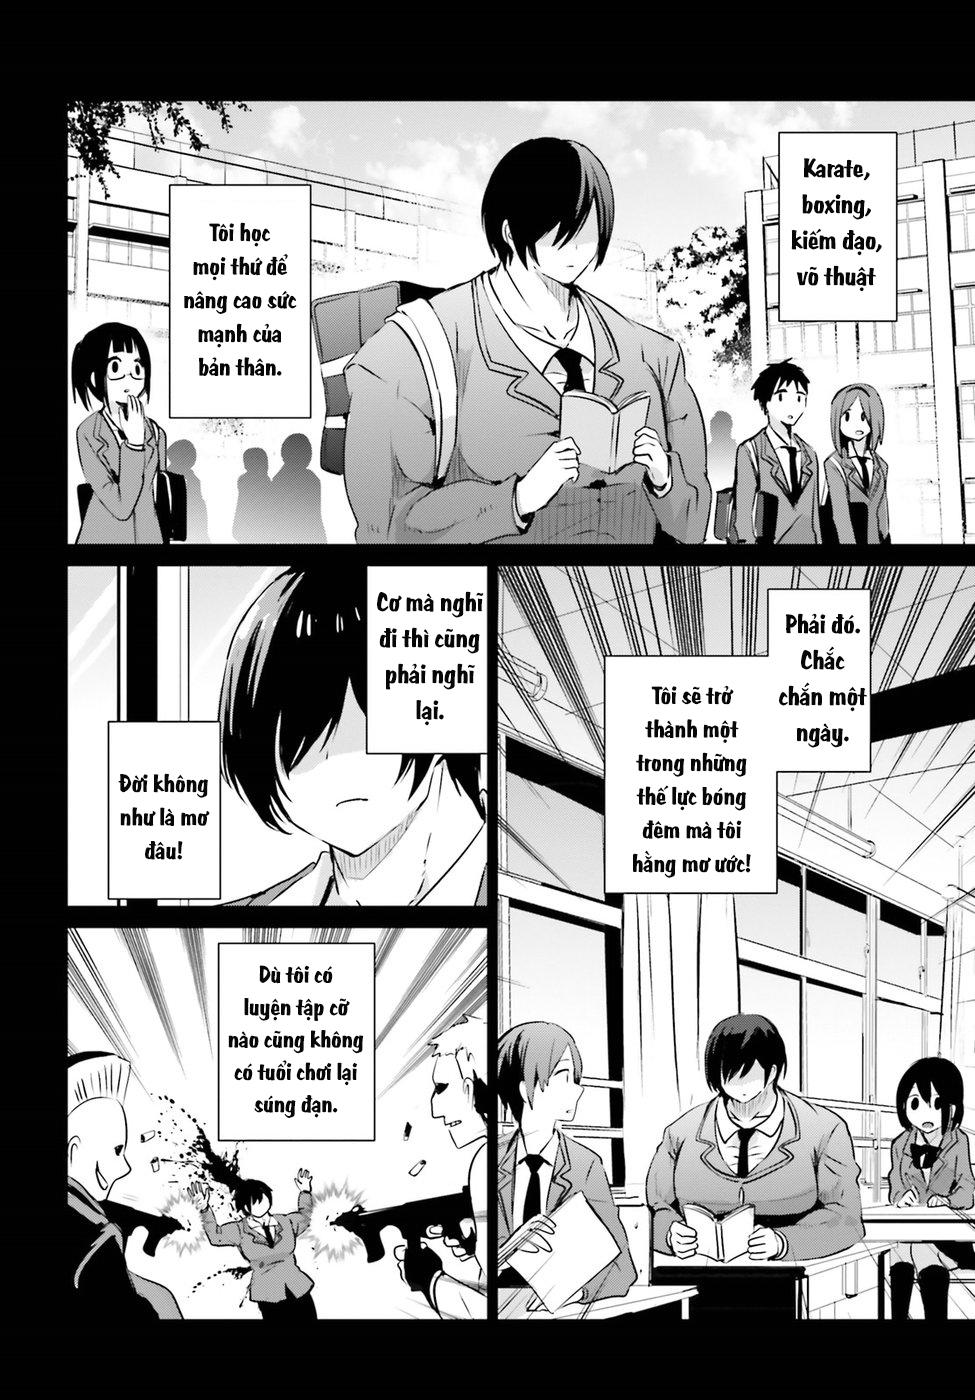 Karate,
boxing,
kiếm đạo,
võ thuật
Tôi học
mọi thứ để
nâng cao sức
mạnh của
bản thân.
Phải đó.
Chắc
chắn một
ngày.
Tôi sẽ trở
thành một
trong những
thế lực bóng
đêm mà tôi
hằng mơ ước!
Cơ mà nghĩ
đi thì cũng
phải nghĩ
lại.
Đời không
như là mơ
đâu!
Dù tôi có
luyện tập cỡ
nào cũng không
có tuổi chơi lại
súng đạn.